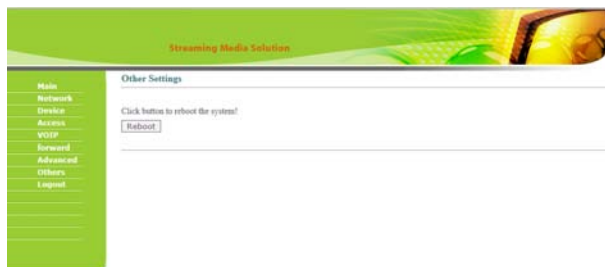 Streaming Media Solution
Main
Network
Device
Access
VOIP
forward
Advanced
Others
Logout
Other Settings
Click button to reboot the system!
Reboot